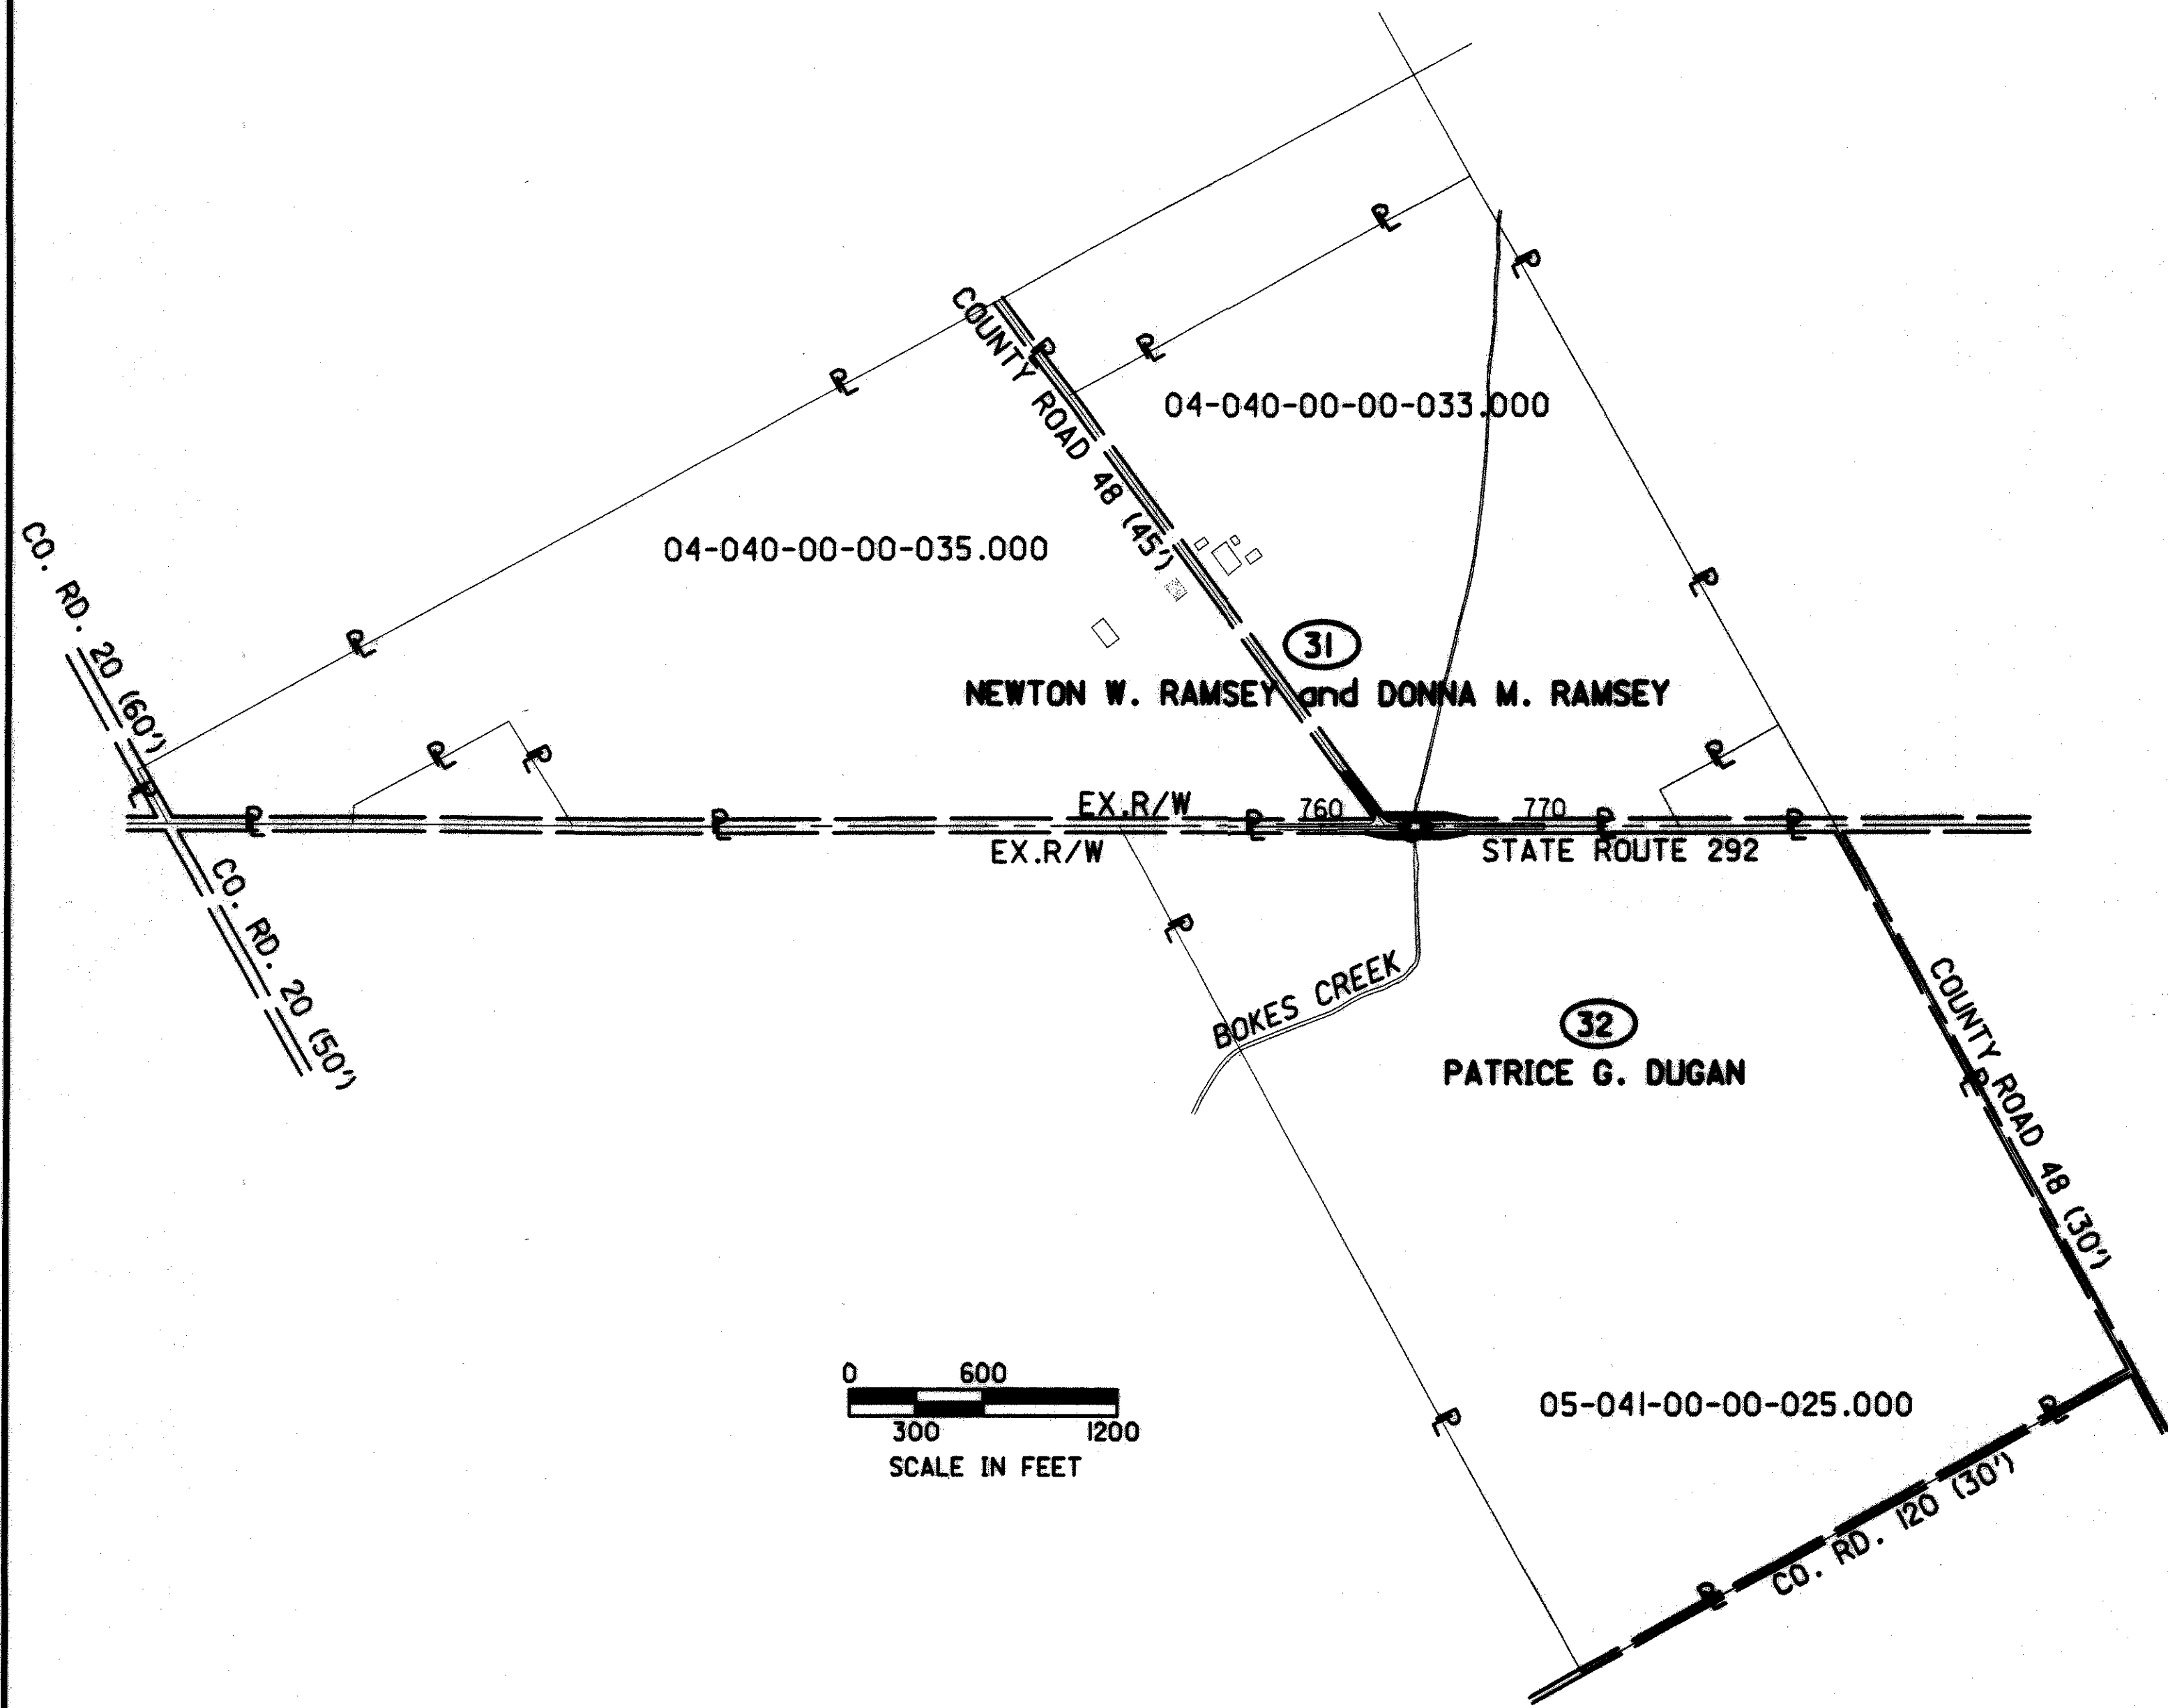 COUNTY ROAD 48 (45')
04-040-00-00-033.000
04-040-00-00-035.000
CO. RD. 20 (60')
31
NEWTON W. RAMSEY and DONNA M. RAMSEY
EX.R/W
760
770
EX.R/W
STATE ROUTE 292
CO. RD. 20 (50')
BOKES CREEK
32
PATRICE G. DUGAN
COUNTY ROAD 48 (30')
0 600
300 1200
SCALE IN FEET
05-041-00-00-025.000
CO. RD. 120 (30')